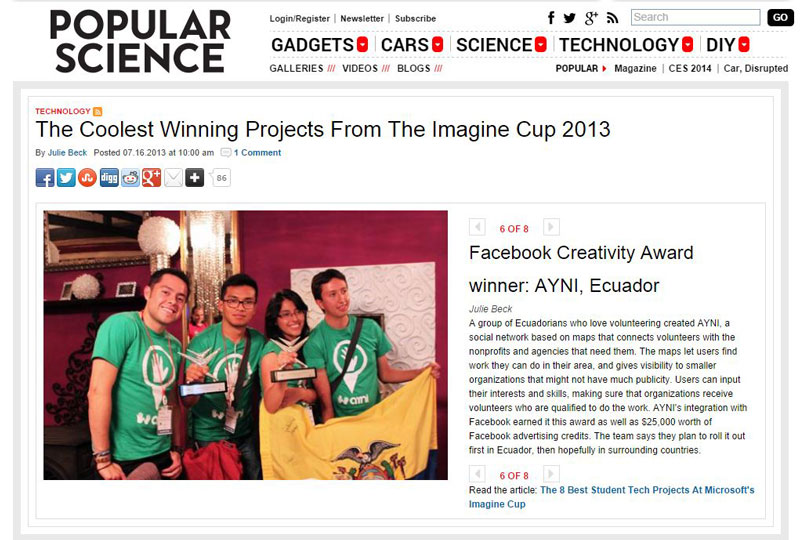 POPULAR
SCIENCE
Login/Register | Newsletter | Subscribe
Search
GO
GADGETS CARS SCIENCE TECHNOLOGY DIY
GALLERIES /// VIDEOS /// BLOGS ///
POPULAR Magazine | CES 2014 | Car, Disrupted
TECHNOLOGY
The Coolest Winning Projects From The Imagine Cup 2013
By Julie Beck Posted 07.16.2013 at 10:00 am 1 Comment
digg
86
6 OF 8
Facebook Creativity Award
winner: AYNI, Ecuador
Julie Beck
A group of Ecuadorians who love volunteering created AYNI, a
social network based on maps that connects volunteers with the
nonprofits and agencies that need them. The maps let users find
work they can do in their area, and gives visibility to smaller
organizations that might not have much publicity. Users can input
their interests and skills, making sure that organizations receive
volunteers who are qualified to do the work. AYNI's integration with
Facebook earned it this award as well as $25,000 worth of
Facebook advertising credits. The team says they plan to roll it out
first in Ecuador, then hopefully in surrounding countries.
6 OF 8
Read the article: The 8 Best Student Tech Projects At Microsoft's
Imagine Cup